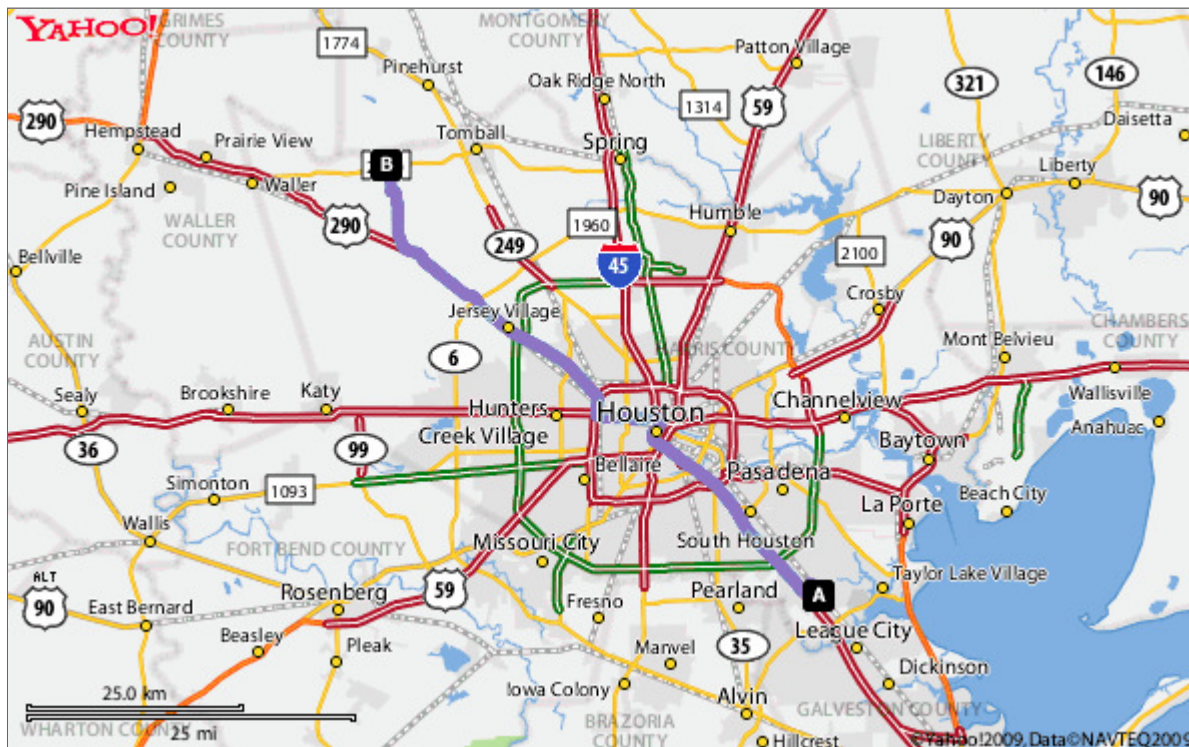 YAHOO!
GRIMES
COUNTY
MONTGOMERY
COUNTY
1774
Pinehurst
Patton Village
Oak Ridge North
1314
59
321
146
290
Hempstead
Prairie View
Tomball
Spring
Daisetta
LIBERTY
COUNTY
Liberty
B
Pine Island
Waller
90
Dayton
WALLER
COUNTY
290
1960
Humble
249
45
2100
90
Bellville
Crosby
Jersey Village
CHAMBERS
COUNTY
AUSTIN
COUNTY
6
HARRIS COUNTY
Mont Belvieu
Sealy
Brookshire
Katy
Hunters
Creek Village
Houston
Channelview
Wallisville
Anahuac
36
99
Baytown
Bellaire
Pasadena
Simonton
1093
La Porte
Beach City
Wallis
FORT BEND COUNTY
Missouri City
South Houston
ALT
90
59
Taylor Lake Village
Rosenberg
Pearland
A
East Bernard
Fresno
League City
Beasley
Pleak
Manvel
35
Dickinson
25.0 km
Iowa Colony
Alvin
GALVESTON COUNTY
WHARTON COUNTY
25 mi
BRAZORIA
COUNTY
Hillcrest
©Yahoo!2009, Data©NAVTEQ2009